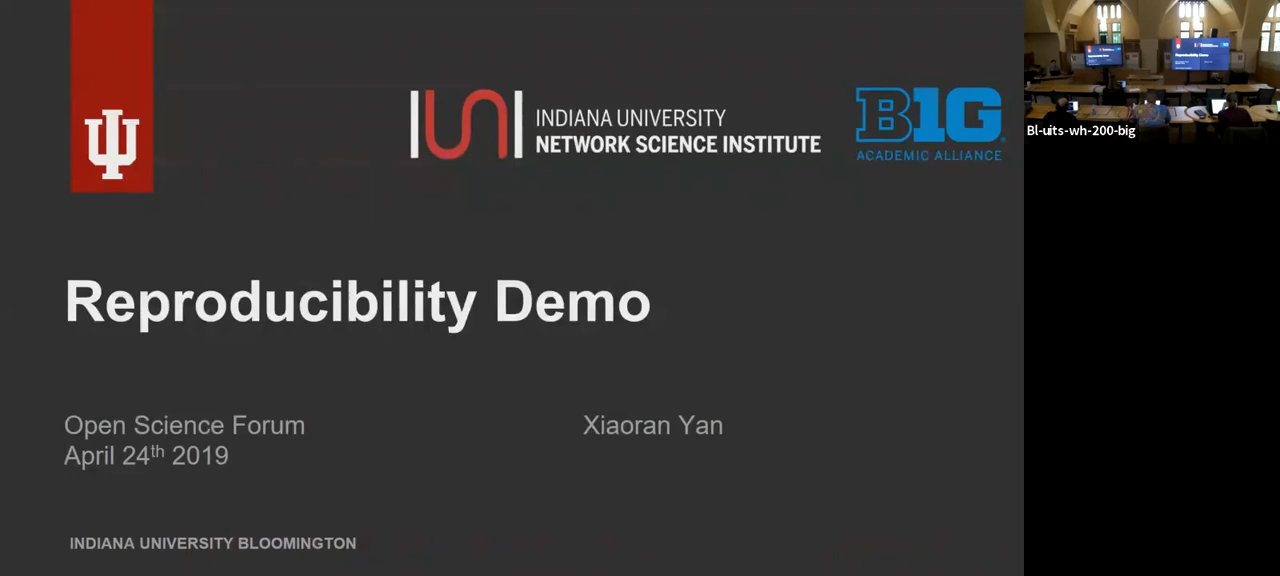 INDIANA UNIVERSITY
NETWORK SCIENCE INSTITUTE
B1G
ACADEMIC ALLIANCE
Bl-uits-wh-200-big
Reproducibility Demo
Open Science Forum
Xiaoran Yan
April 24th 2019
INDIANA UNIVERSITY BLOOMINGTON